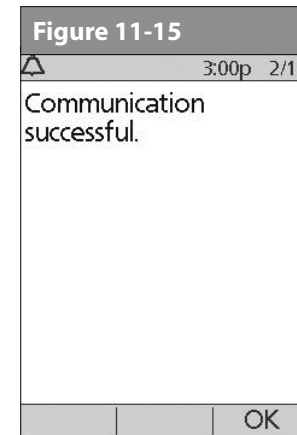 Figure 11-15
3:00p 2/1
Communication
successful.
OK